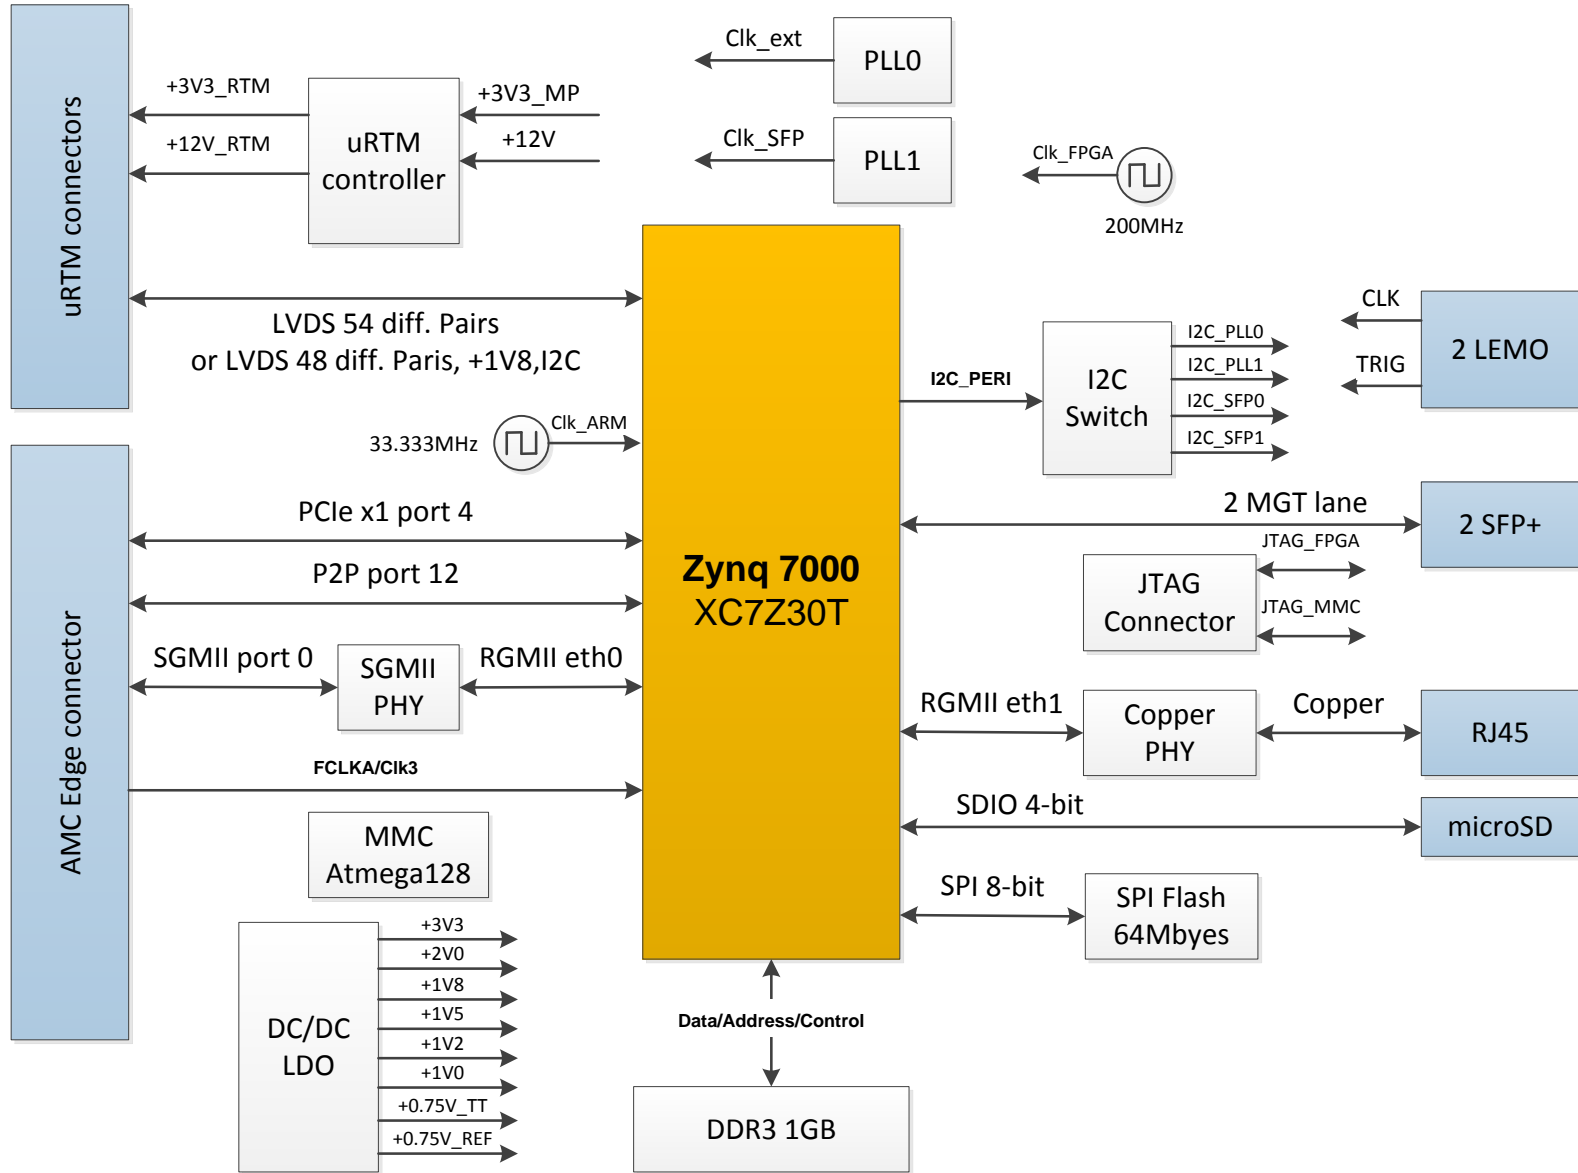 uRTM connectors
+3V3_RTM
+12V_RTM
uRTM
controller
+3V3_MP
+12V
Clk_ext
PLL0
Clk_SFP
PLL1
Clk_FPGA
200MHz
LVDS 54 diff. Pairs
or LVDS 48 diff. Paris, +1V8,I2C
33.333MHz
Clk_ARM
I2C_PERI
I2C
Switch
I2C_PLL0
I2C_PLL1
I2C_SFP0
I2C_SFP1
CLK
TRIG
2 LEMO
AMC Edge connector
PCIe x1 port 4
P2P port 12
SGMII port 0
SGMII
PHY
RGMII eth0
FCLKA/Clk3
Zynq 7000
XC7Z30T
2 MGT lane
2 SFP+
JTAG
Connector
JTAG_FPGA
JTAG_MMC
RGMII eth1
Copper
PHY
Copper
RJ45
SDIO 4-bit
microSD
SPI 8-bit
SPI Flash
64Mbyes
MMC
Atmega128
DC/DC
LDO
+3V3
+2V0
+1V8
+1V5
+1V2
+1V0
+0.75V_TT
+0.75V_REF
Data/Address/Control
DDR3 1GB